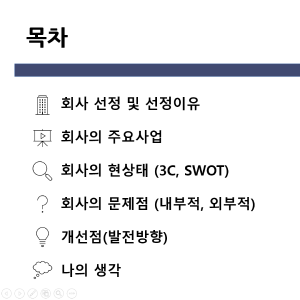 목차
회사 선정 및 선정이유
회사의 주요사업
회사의 현상태 (3C, SWOT)
회사의 문제점 (내부적, 외부적)
개선점(발전방향)
나의 생각